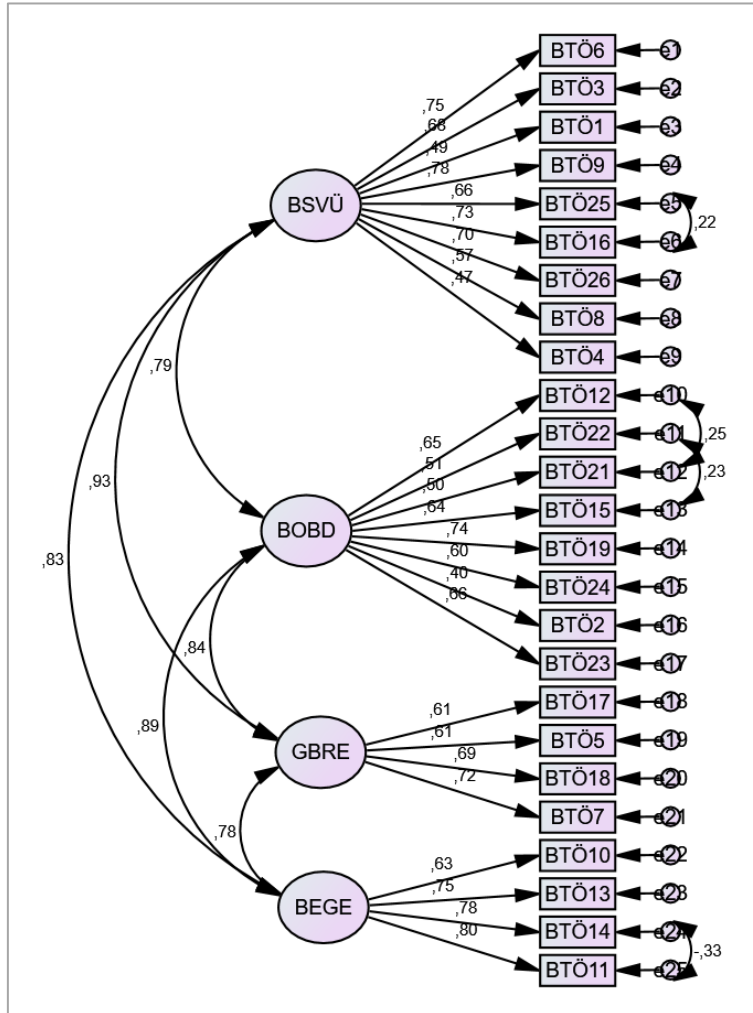 BTÖ6
e1
BTÖ3
e2
,75
BTÖ1
e3
,68
,49
BTÖ9
e4
,78
BSVÜ
,66
BTÖ25
e5
,73
,22
BTÖ16
e6
,70
BTÖ26
e7
,57
,47
BTÖ8
e8
BTÖ4
e9
,79
BTÖ12
e10
,65
BTÖ22
e11
,25
,51
BTÖ21
e12
,23
,50
,93
,64
BTÖ15
e13
BOBD
,74
BTÖ19
e14
,83
,60
BTÖ24
e15
,40
,66
BTÖ2
e16
,84
BTÖ23
e17
BTÖ17
e18
,61
,89
,61
BTÖ5
e19
GBRE
,69
BTÖ18
e20
,72
BTÖ7
e21
,78
BTÖ10
e22
,63
BTÖ13
e23
,75
BEGE
,78
BTÖ14
e24
,80
-,33
BTÖ11
e25